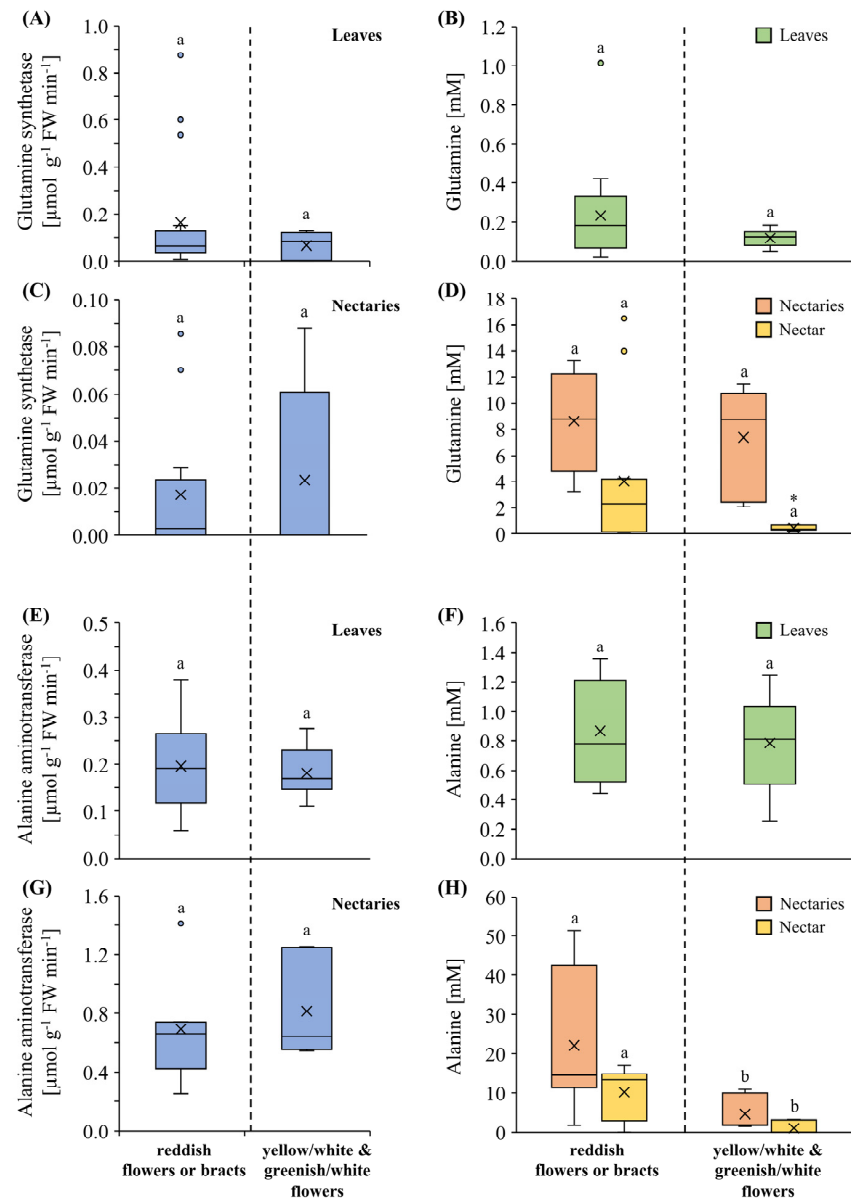 (A)
Glutamine synthetase
[µmol g⁻¹ FW min⁻¹]
1.0
0.8
0.6
0.4
0.2
0.0
a
a
Leaves
(B)
Glutamine [mM]
1.2
1.0
0.8
0.6
0.4
0.2
0.0
a
a
Leaves
(C)
Glutamine synthetase
[µmol g⁻¹ FW min⁻¹]
0.10
0.08
0.06
0.04
0.02
0.00
a
a
Nectaries
(D)
Glutamine [mM]
18
16
14
12
10
8
6
4
2
0
a
a
a
*
a
Nectaries
Nectar
(E)
Alanine aminotransferase
[µmol g⁻¹ FW min⁻¹]
0.5
0.4
0.3
0.2
0.1
0.0
a
a
Leaves
(F)
Alanine [mM]
1.6
1.4
1.2
1.0
0.8
0.6
0.4
0.2
0.0
a
a
Leaves
(G)
Alanine aminotransferase
[µmol g⁻¹ FW min⁻¹]
1.6
1.2
0.8
0.4
0.0
a
a
Nectaries
(H)
Alanine [mM]
60
50
40
30
20
10
0
a
a
b
b
Nectaries
Nectar
reddish
flowers or bracts
yellow/white &
greenish/white
flowers
reddish
flowers or bracts
yellow/white &
greenish/white
flowers